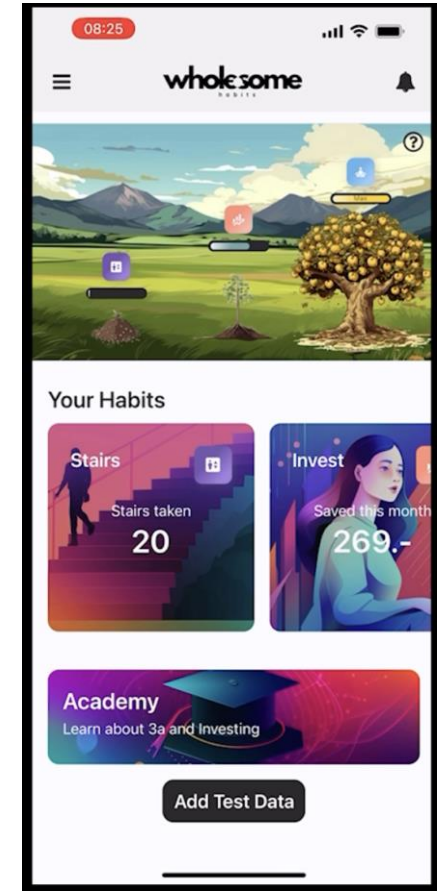 08:25
wholesome
habits
Met
Your Habits
Stairs
Stairs taken
20
Invest
Saved this month
269.-
Academy
Learn about 3a and Investing
Add Test Data